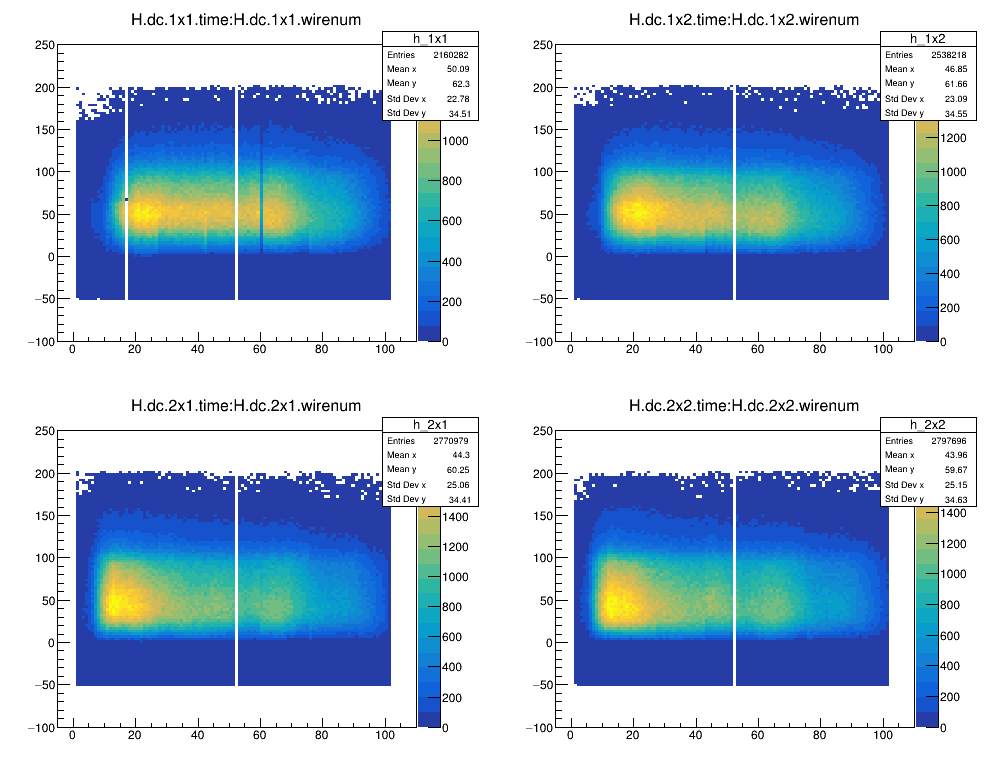 H.dc.1x1.time:H.dc.1x1.wirenum
h_1x1
Entries 2160282
Mean x 50.09
Mean y 62.3
Std Dev x 22.78
Std Dev y 34.51
250
200
150
100
50
0
−50
−100
0 20 40 60 80 100
1000
800
600
400
200
0
H.dc.1x2.time:H.dc.1x2.wirenum
h_1x2
Entries 2538218
Mean x 46.85
Mean y 61.66
Std Dev x 23.09
Std Dev y 34.55
250
200
150
100
50
0
−50
−100
0 20 40 60 80 100
1200
1000
800
600
400
200
0
H.dc.2x1.time:H.dc.2x1.wirenum
h_2x1
Entries 2770979
Mean x 44.3
Mean y 60.25
Std Dev x 25.06
Std Dev y 34.41
250
200
150
100
50
0
−50
−100
0 20 40 60 80 100
1400
1200
1000
800
600
400
200
0
H.dc.2x2.time:H.dc.2x2.wirenum
h_2x2
Entries 2797696
Mean x 43.96
Mean y 59.67
Std Dev x 25.15
Std Dev y 34.63
250
200
150
100
50
0
−50
−100
0 20 40 60 80 100
1400
1200
1000
800
600
400
200
0